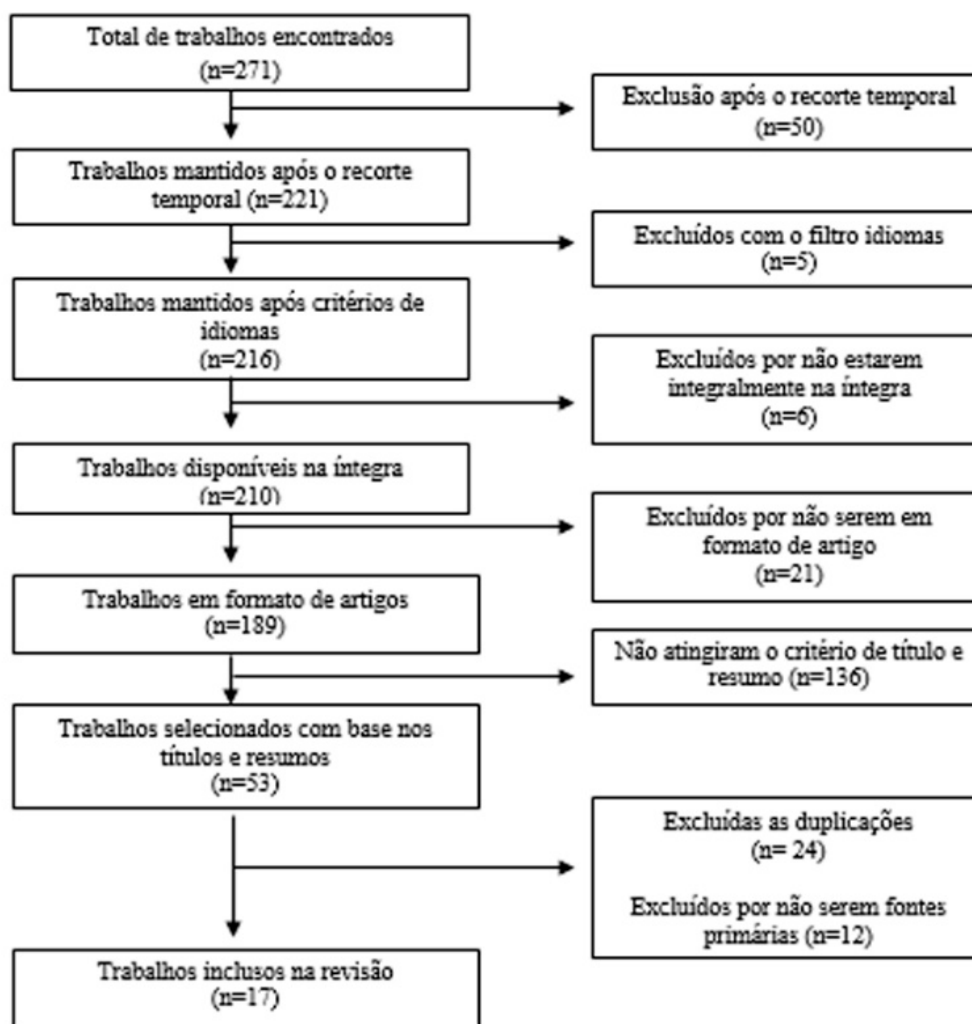 Total de trabalhos encontrados
(n=271)
Exclusão após o recorte temporal
(n=50)
Trabalhos mantidos após o recorte
temporal (n=221)
Excluídos com o filtro idiomas
(n=5)
Trabalhos mantidos após critérios de
idiomas
(n=216)
Excluídos por não estarem
integralmente na íntegra
(n=6)
Trabalhos disponíveis na íntegra
(n=210)
Excluídos por não serem em
formato de artigo
(n=21)
Trabalhos em formato de artigos
(n=189)
Não atingiram o critério de título e
resumo (n=136)
Trabalhos selecionados com base nos
títulos e resumos
(n=53)
Excluídas as duplicações
(n= 24)
Excluídos por não serem fontes
primárias (n=12)
Trabalhos inclusos na revisão
(n=17)